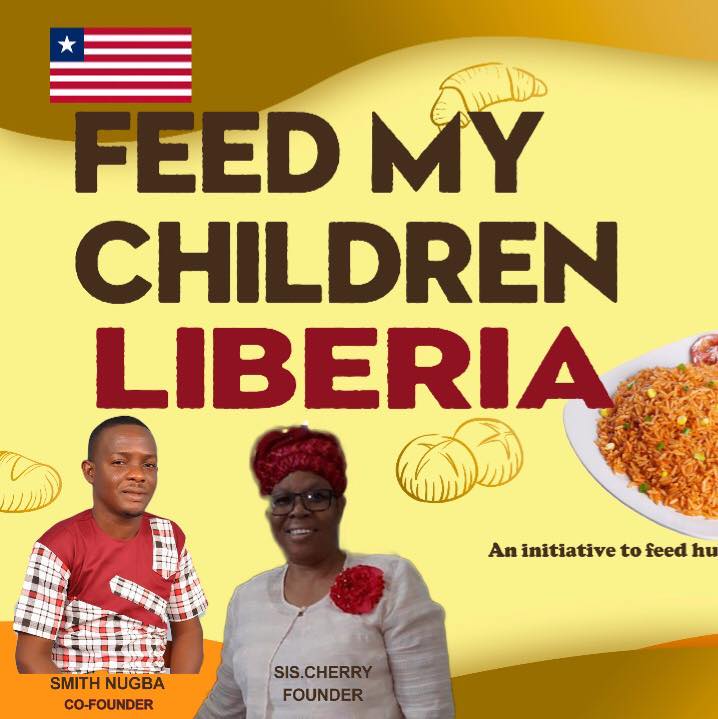 FEED MY
CHILDREN
LIBERIA
An initiative to feed hu
SMITH NUGBA
CO-FOUNDER
SIS.CHERRY
FOUNDER